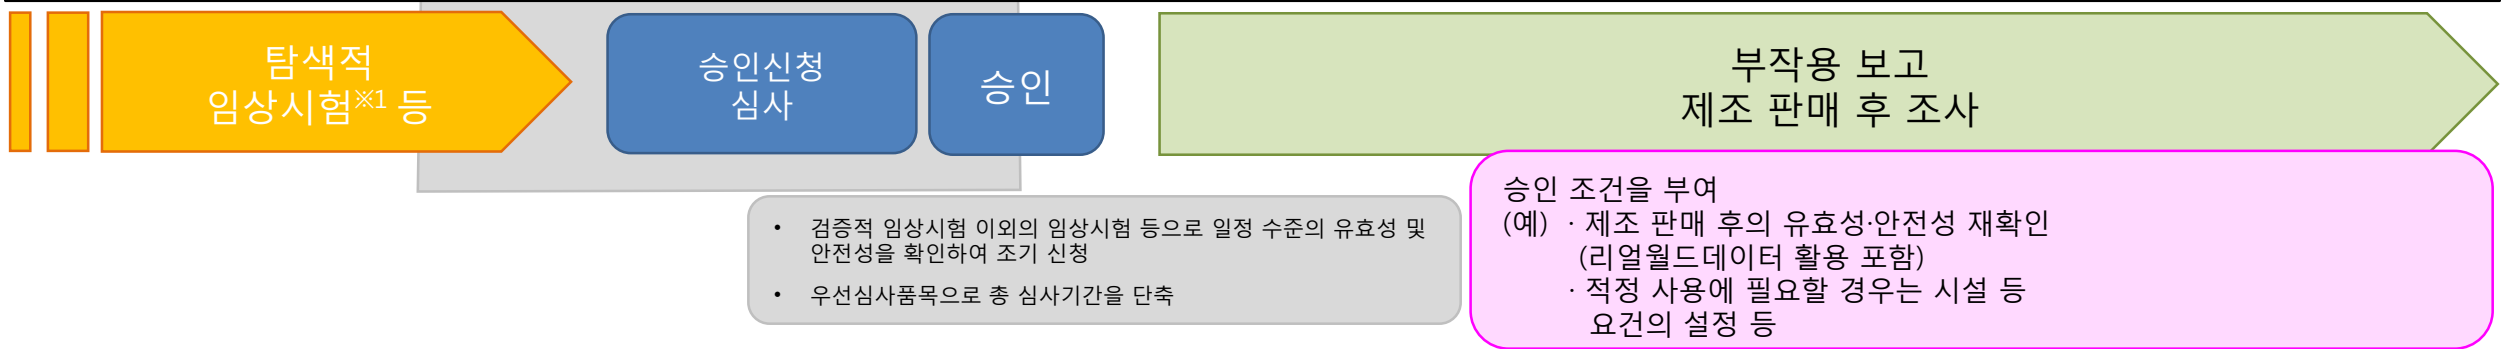 탐색적
임상시험※1 등
승인신청
심사
승인
부작용 보고
제조 판매 후 조사
• 검증적 임상시험 이외의 임상시험 등으로 일정 수준의 유효성 및
안전성을 확인하여 조기 신청
• 우선심사품목으로 총 심사기간을 단축
승인 조건을 부여
(예) · 제조 판매 후의 유효성·안전성 재확인
(리얼월드데이터 활용 포함)
· 적정 사용에 필요할 경우는 시설 등
요건의 설정 등